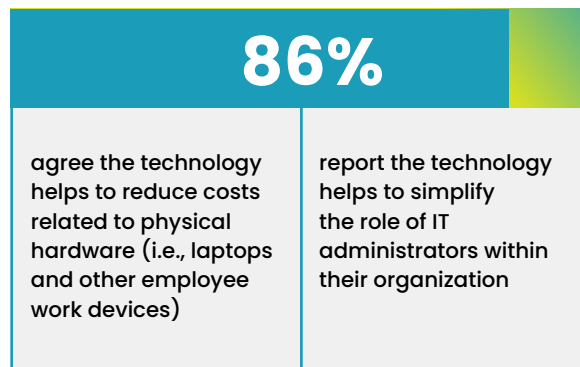 86%
agree the technology
helps to reduce costs
related to physical
hardware (i.e., laptops
and other employee
work devices)
report the technology
helps to simplify
the role of IT
administrators within
their organization